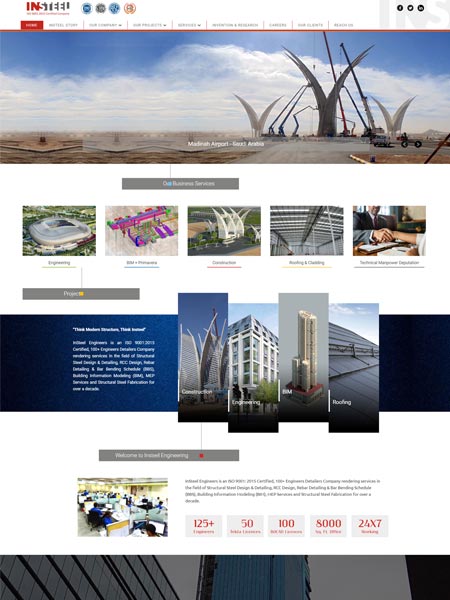 INSTEEL
HOME INSTEEL STORY OUR COMPANY OUR PROJECTS SERVICES INVENTION & RESEARCH CAREERS OUR CLIENTS REACH US
Madinah Airport - Saudi Arabia
Our Business Services
Engineering BIM + Primavera Construction Roofing & Cladding Technical Manpower Deputation
Projects
"Think Modern Structure, Think Insteel"
InSteel Engineers is an ISO 9001:2015
Certified, 100+ Engineers Detailers Company
rendering services in the field of Structural
Steel Design & Detailing, RCC Design, Rebar
Detailing & Bar Bending Schedule (BBS),
Building Information Modeling (BIM), MEP
Services and Structural Steel Fabrication for
over a decade.
Construction
Engineering
BIM
Roofing
Welcome to Insteel Engineering
InSteel Engineers is an ISO 9001: 2015 Certified, 100+ Engineers Detailers Company rendering services in
the field of Structural Steel Design & Detailing, RCC Design, Rebar Detailing & Bar Bending Schedule
(BBS), Building Information Modeling (BIM), MEP Services and Structural Steel Fabrication for over a
decade.
125+ 50 100 8000 24X7
Engineers Tekla Licences BOCAD Licences Sq. Ft. Office Working